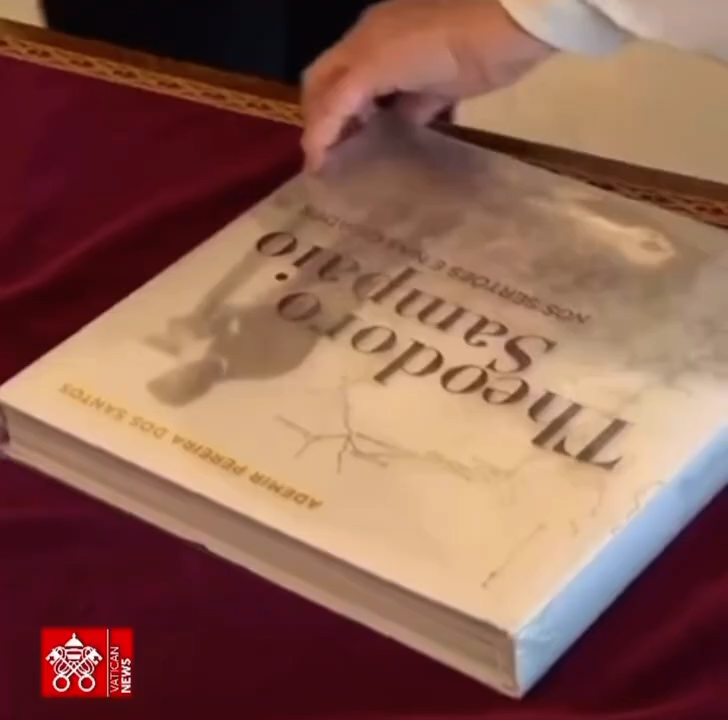 ADEMIR PEREIRA DOS SANTOS
Theodoro
Sampaio
NOS SERTÕES E NAS CIDADES
VATICAN
NEWS